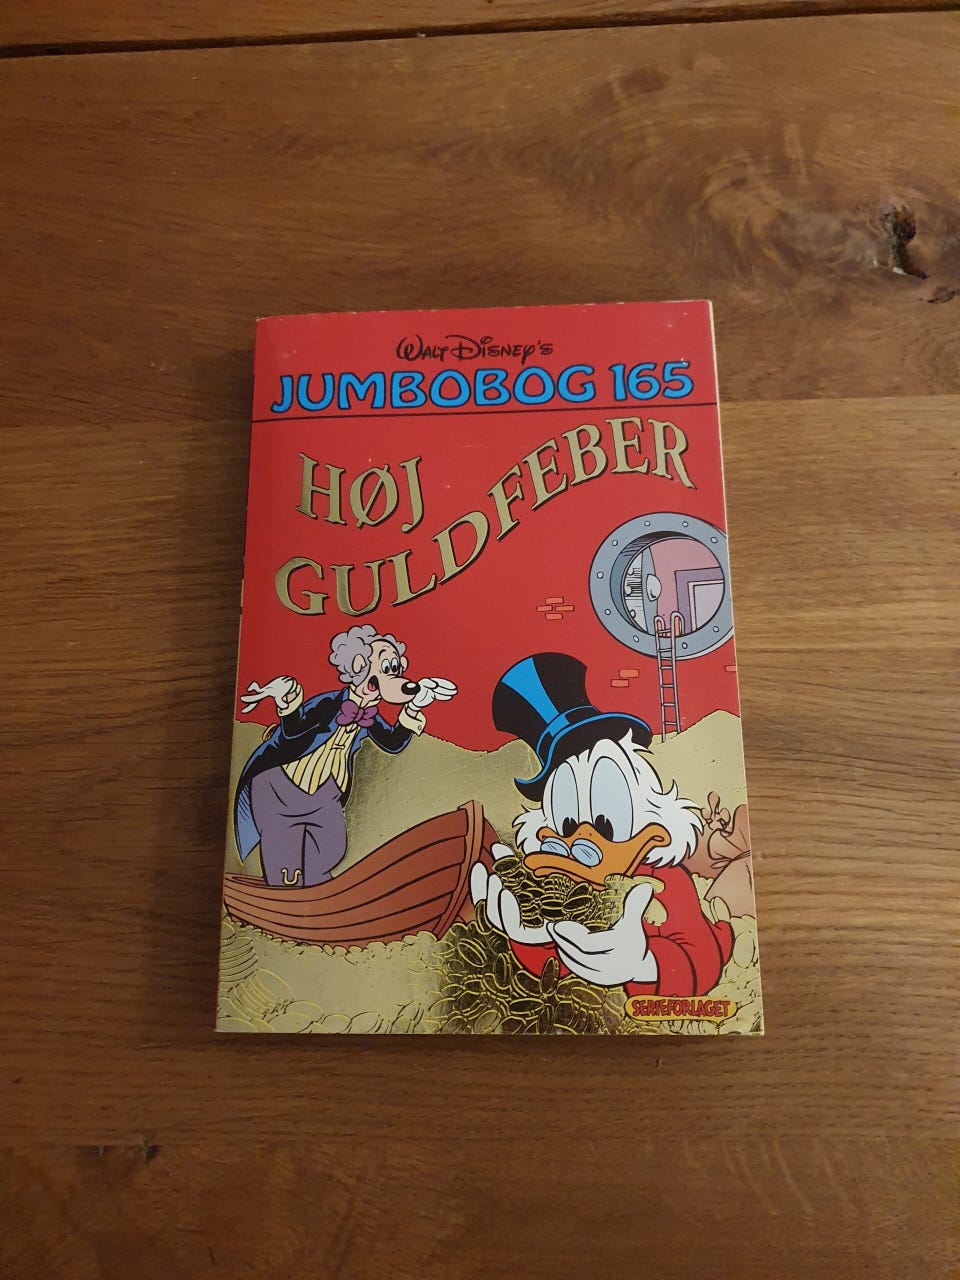 WALT DISNEY'S
JUMBOBOG 165
HØJ
GULDFEBER
SERIEFORLAGET